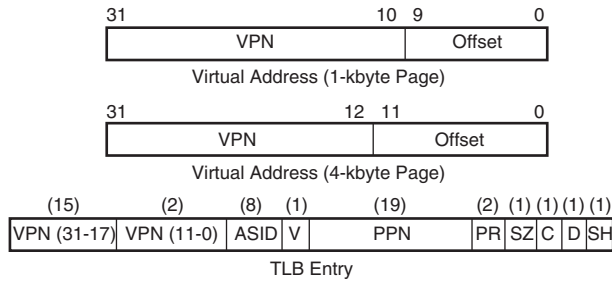 31 10 9 0
VPN Offset
Virtual Address (1-kbyte Page)
31 12 11 0
VPN Offset
Virtual Address (4-kbyte Page)
(15) (2) (8) (1) (19) (2) (1) (1) (1) (1)
VPN (31-17) VPN (11-0) ASID V PPN PR SZ C D SH
TLB Entry